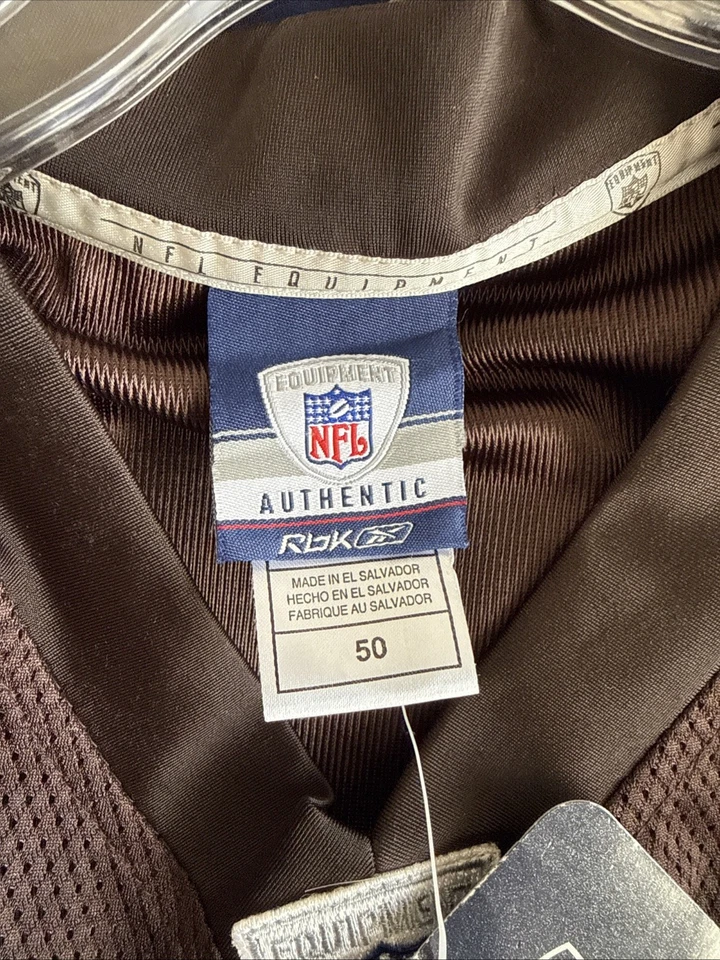 EQUIPMENT
NFL EQUIPMENT
EQUIPMENT
NFL
AUTHENTIC
RbK
MADE IN EL SALVADOR
HECHO EN EL SALVADOR
FABRIQUE AU SALVADOR
50
EQUIPME